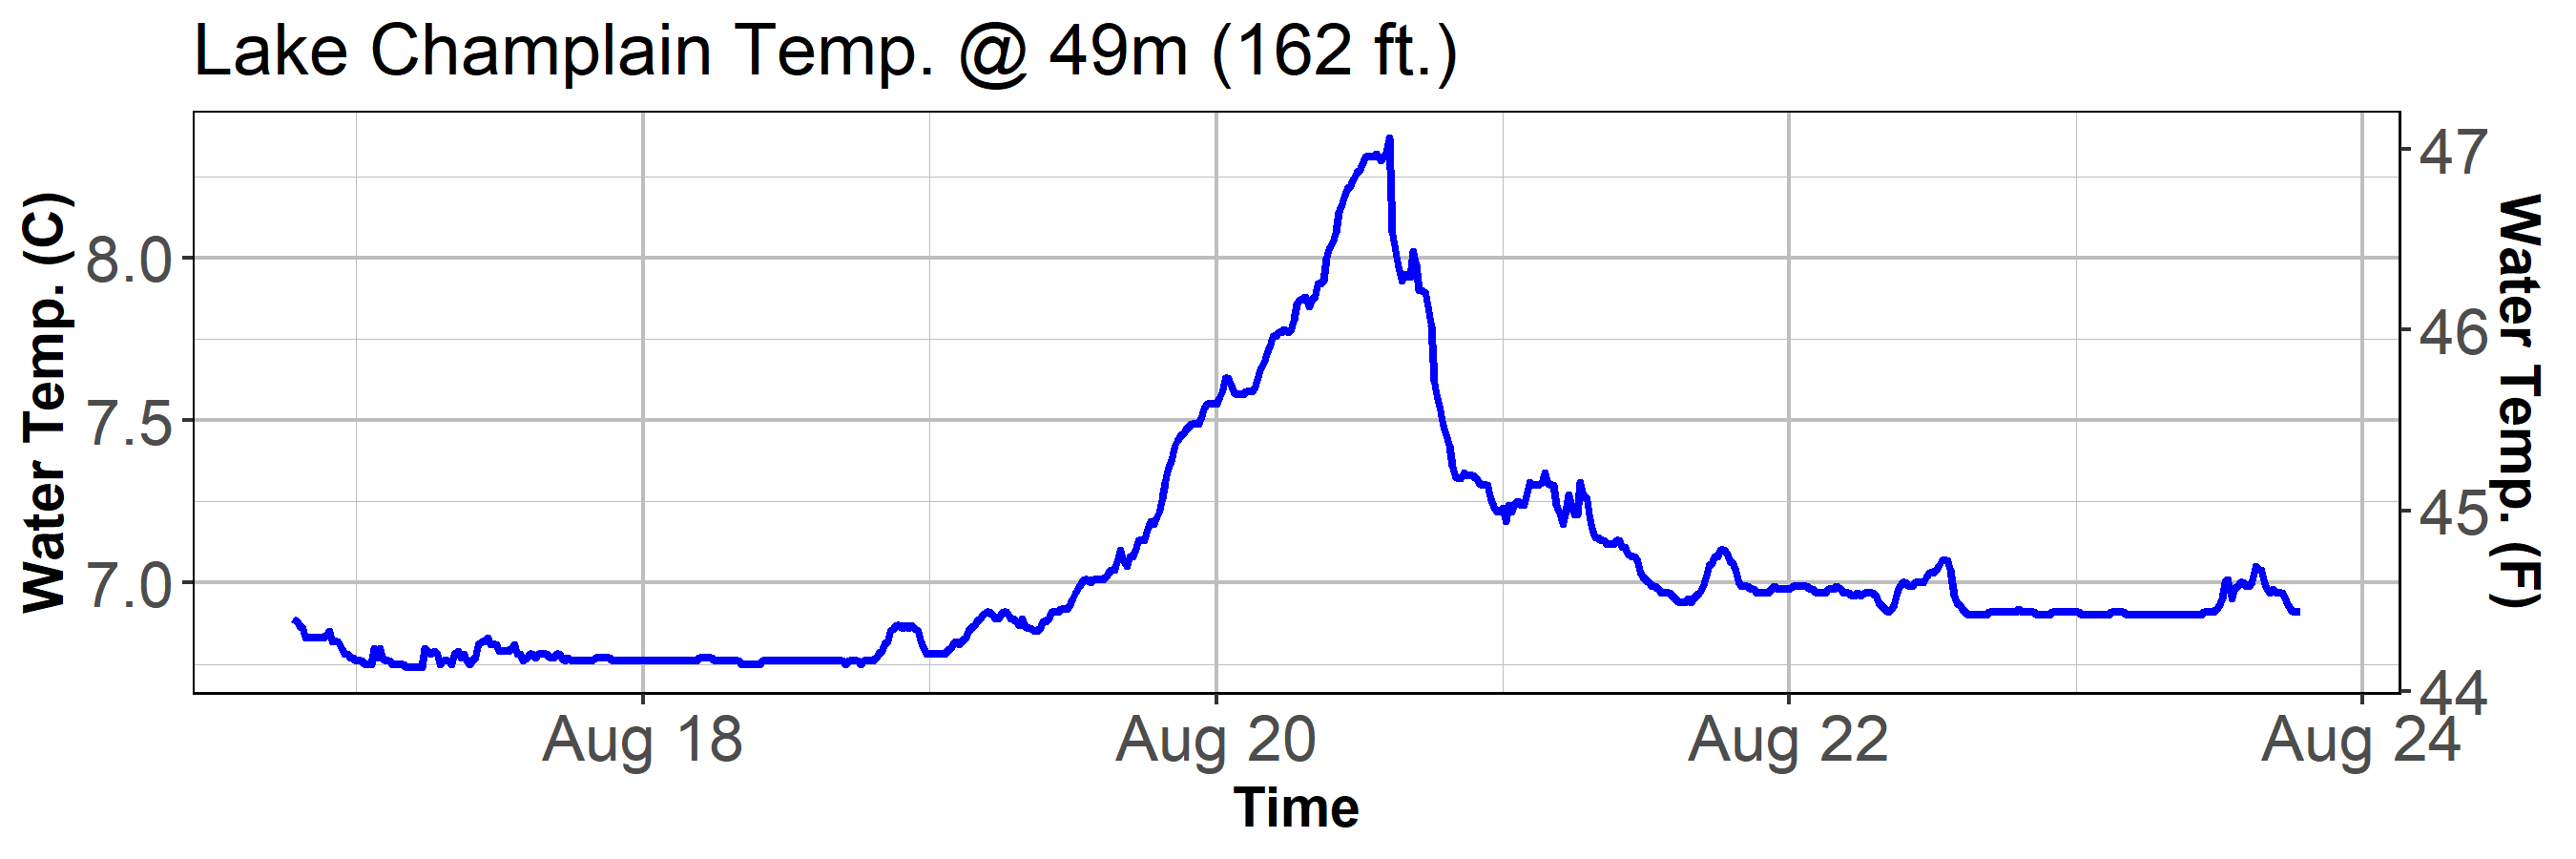 Lake Champlain Temp. @ 49m (162 ft.)
Water Temp. (C)
8.0
7.5
7.0
47
46
45
44
Water Temp. (F)
Aug 18 Aug 20 Aug 22 Aug 24
Time